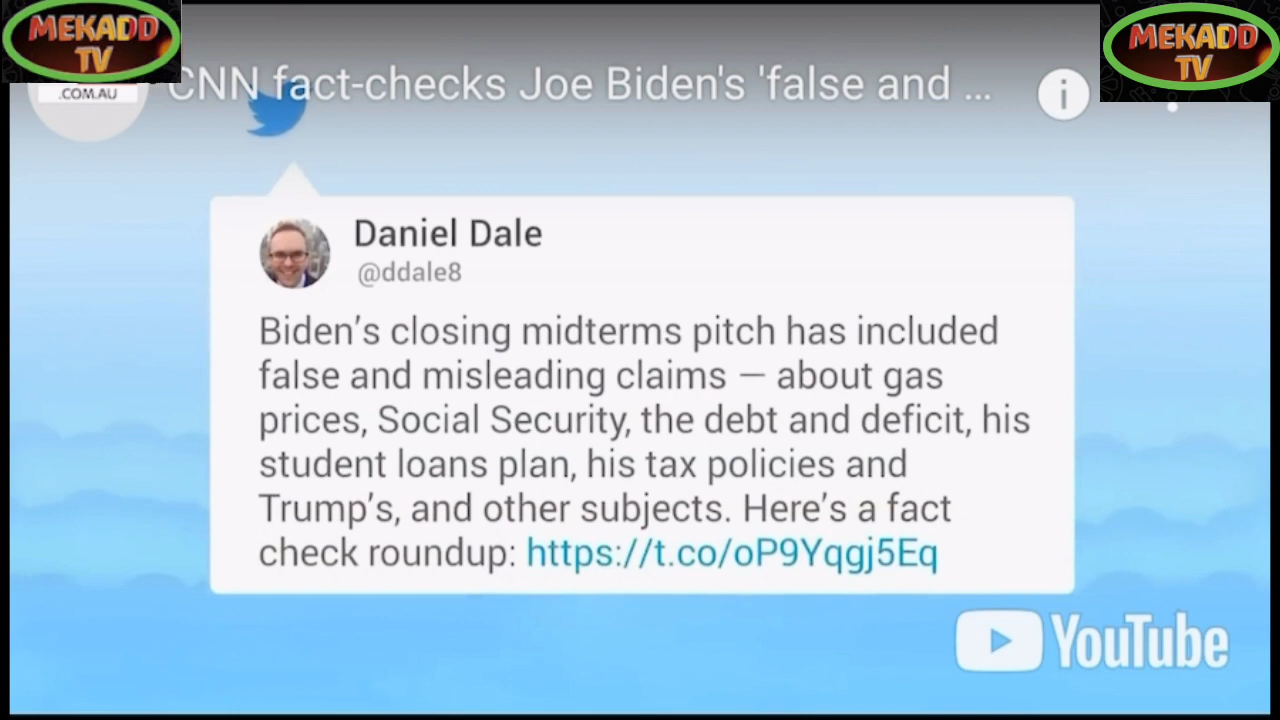 MEKADD
TV
MEKADD
TV
.COM.AU
CNN fact-checks Joe Biden's 'false and ...
Daniel Dale
@ddale8
Biden's closing midterms pitch has included
false and misleading claims — about gas
prices, Social Security, the debt and deficit, his
student loans plan, his tax policies and
Trump's, and other subjects. Here's a fact
check roundup: https://t.co/oP9Yqgj5Eq
YouTube